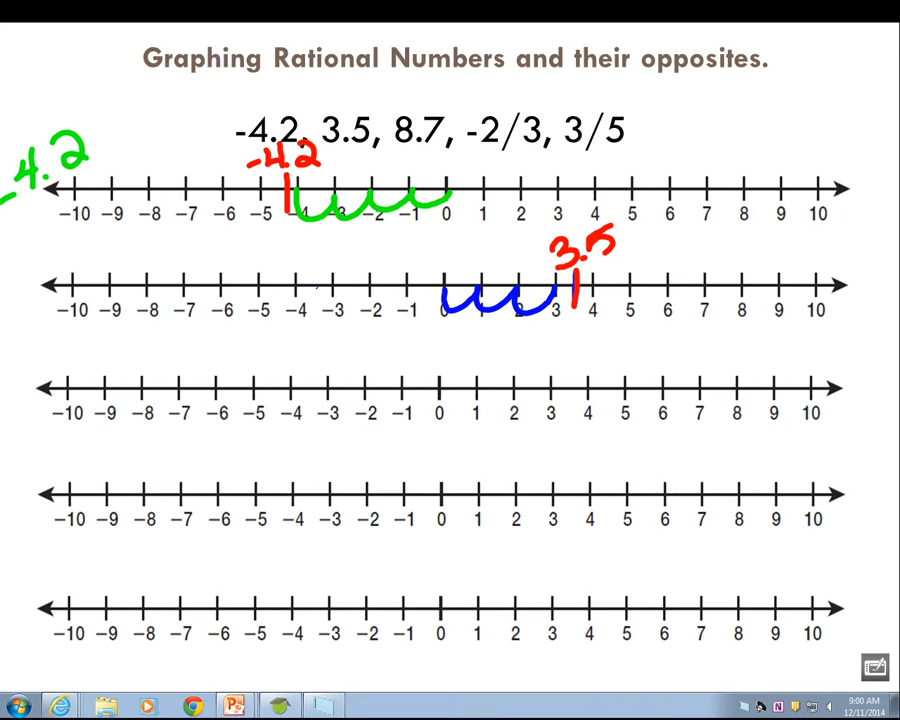 Graphing Rational Numbers and their opposites.
-4.2, 3.5, 8.7, -2/3, 3/5
-4.2
-4.2
−10 −9 −8 −7 −6 −5 −4 −3 −2 −1 0 1 2 3 4 5 6 7 8 9 10
3.5
−10 −9 −8 −7 −6 −5 −4 −3 −2 −1 0 1 2 3 4 5 6 7 8 9 10
−10 −9 −8 −7 −6 −5 −4 −3 −2 −1 0 1 2 3 4 5 6 7 8 9 10
−10 −9 −8 −7 −6 −5 −4 −3 −2 −1 0 1 2 3 4 5 6 7 8 9 10
−10 −9 −8 −7 −6 −5 −4 −3 −2 −1 0 1 2 3 4 5 6 7 8 9 10
9:00 AM
12/11/2014